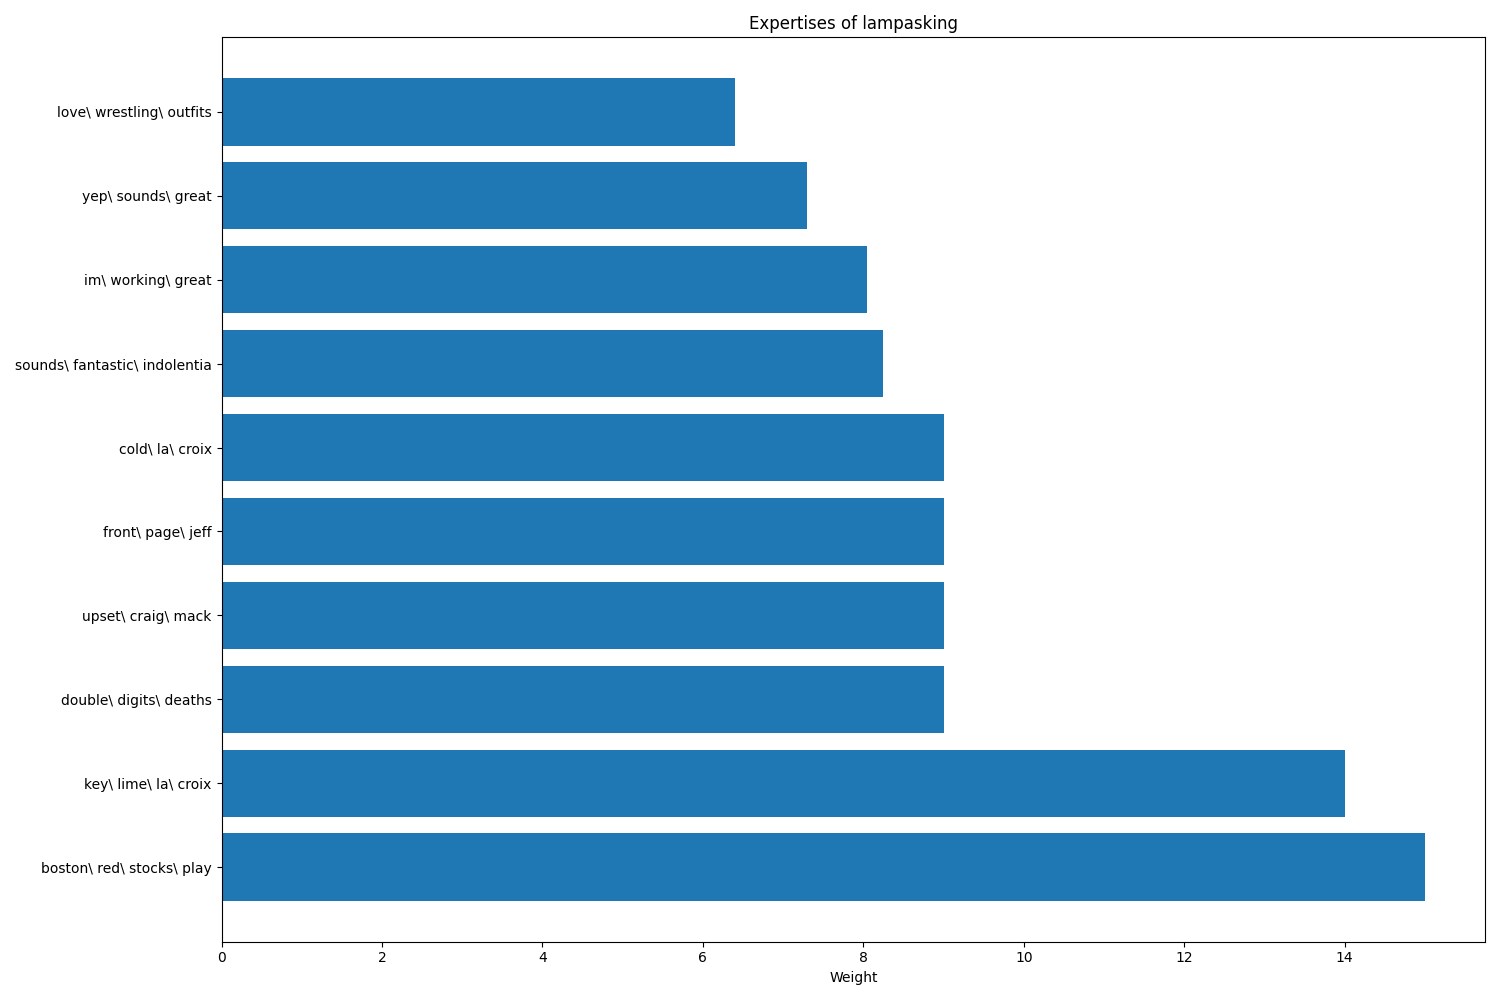 Expertises of lampasking
love\ wrestling\ outfits
yep\ sounds\ great
im\ working\ great
sounds\ fantastic\ indolentia
cold\ la\ croix
front\ page\ jeff
upset\ craig\ mack
double\ digits\ deaths
key\ lime\ la\ croix
boston\ red\ stocks\ play
0 2 4 6 8 10 12 14
Weight